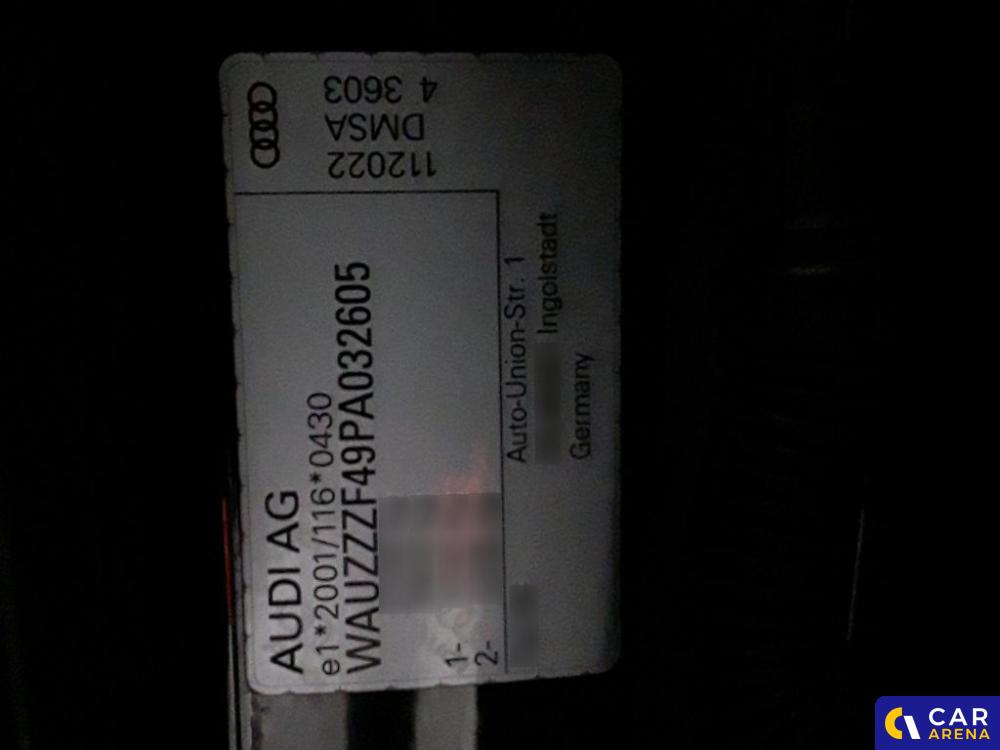 AUDI AG
e1*2001/116*0430
WAUZZZF49PA032605
1-
2-
Auto-Union-Str. 1
Ingolstadt
Germany
112022
DMSA
4 3603
CAR
ARENA